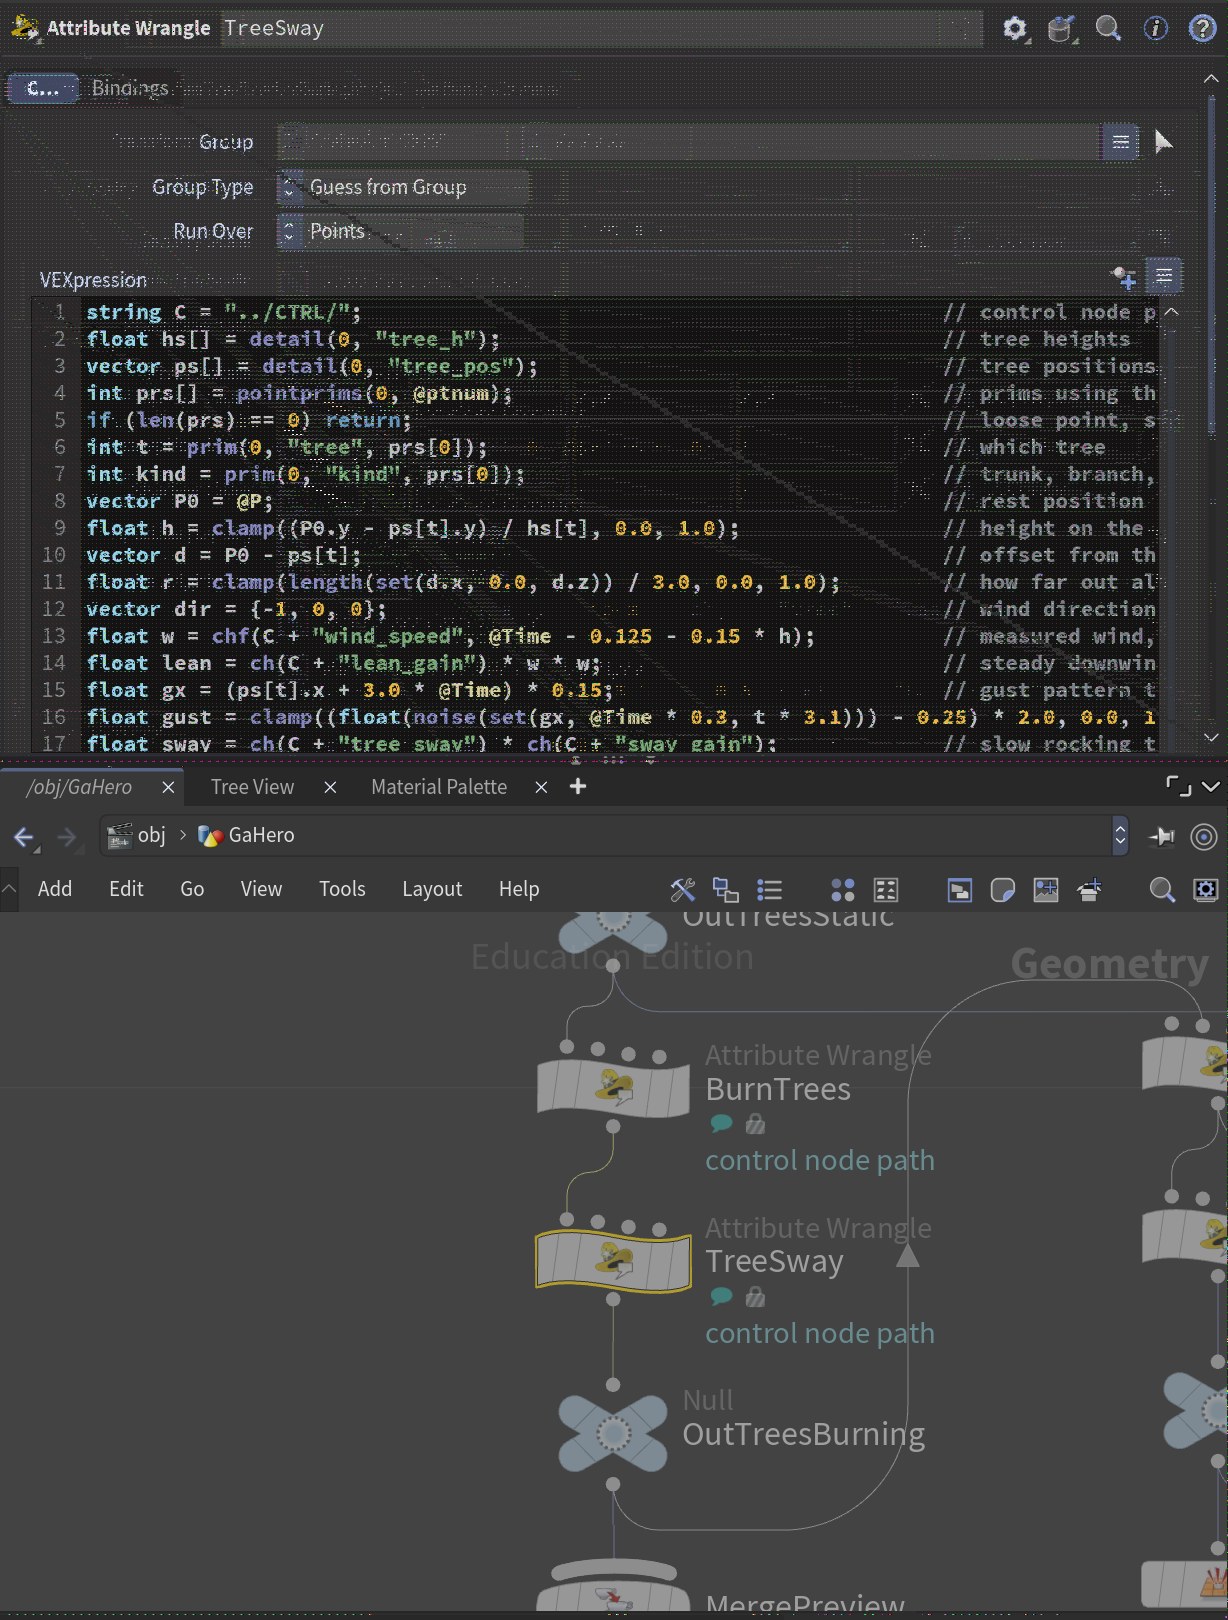 Attribute Wrangle TreeSway
C... Bindings
Group
Group Type Guess from Group
Run Over Points
VEXpression
1 string C = "../CTRL/"; // control node p
2 float hs[] = detail(0, "tree_h"); // tree heights
3 vector ps[] = detail(0, "tree_pos"); // tree positions
4 int prs[] = pointprims(0, @ptnum); // prims using th
5 if (len(prs) == 0) return; // loose point, s
6 int t = prim(0, "tree", prs[0]); // which tree
7 int kind = prim(0, "kind", prs[0]); // trunk, branch,
8 vector P0 = @P; // rest position
9 float h = clamp((P0.y - ps[t].y) / hs[t], 0.0, 1.0); // height on the
10 vector d = P0 - ps[t]; // offset from th
11 float r = clamp(length(set(d.x, 0.0, d.z)) / 3.0, 0.0, 1.0); // how far out al
12 vector dir = {-1, 0, 0}; // wind direction
13 float w = chf(C + "wind_speed", @Time - 0.125 - 0.15 * h); // measured wind,
14 float lean = ch(C + "lean_gain") * w * w; // steady downwin
15 float gx = (ps[t].x + 3.0 * @Time) * 0.15; // gust pattern t
16 float gust = clamp((float(noise(set(gx, @Time * 0.3, t * 3.1))) - 0.25) * 2.0, 0.0, 1
17 float sway = ch(C + "tree_sway") * ch(C + "sway_gain"); // slow rocking t
/obj/GaHero Tree View Material Palette
obj GaHero
Add Edit Go View Tools Layout Help
OutTreesStatic
Education Edition
Geometry
Attribute Wrangle
BurnTrees
control node path
Attribute Wrangle
TreeSway
control node path
Null
OutTreesBurning
MergePreview